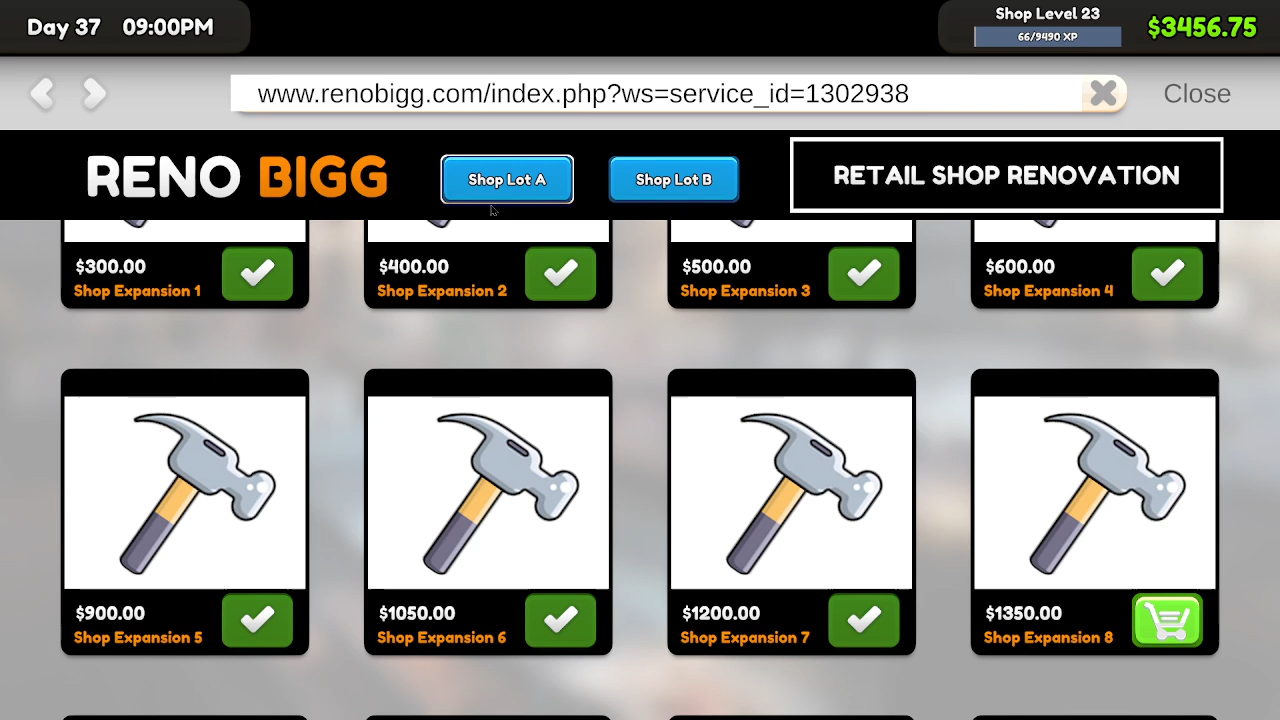 Day 37 09:00PM
Shop Level 23
66/9490 XP
$3456.75
www.renobigg.com/index.php?ws=service_id=1302938
Close
RENO BIGG
Shop Lot A
Shop Lot B
RETAIL SHOP RENOVATION
$300.00
Shop Expansion 1
$400.00
Shop Expansion 2
$500.00
Shop Expansion 3
$600.00
Shop Expansion 4
$900.00
Shop Expansion 5
$1050.00
Shop Expansion 6
$1200.00
Shop Expansion 7
$1350.00
Shop Expansion 8